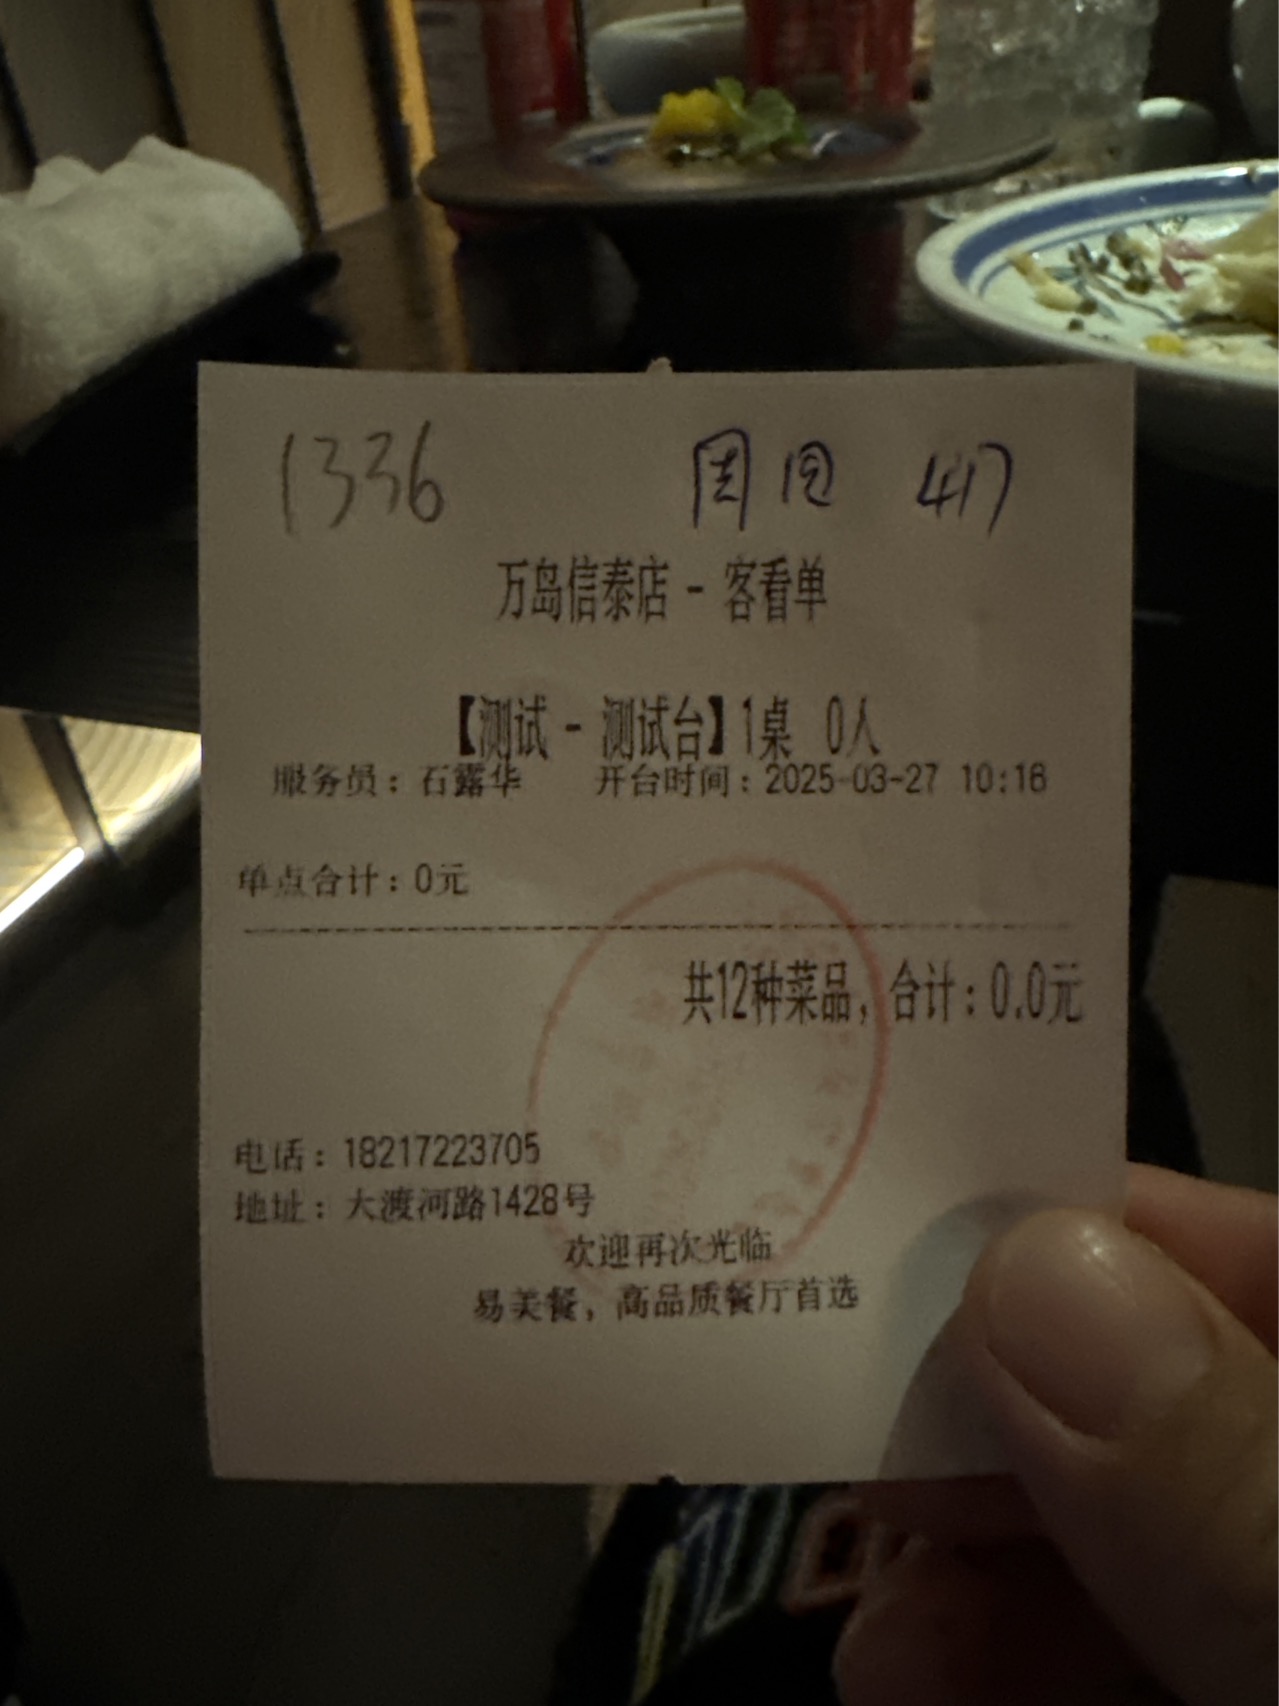 1336 周 417
万岛信泰店 - 客看单
【测试 - 测试台】1桌 0人
服务员：石露华 开台时间：2025-03-27 10:18
单点合计：0元
共12种菜品，合计：0.0元
电话：18217223705
地址：大渡河路1428号
欢迎再次光临
易美餐，高品质餐厅首选